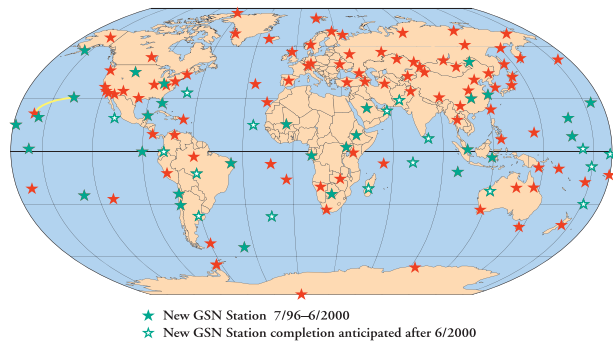 New GSN Station 7/96–6/2000
New GSN Station completion anticipated after 6/2000